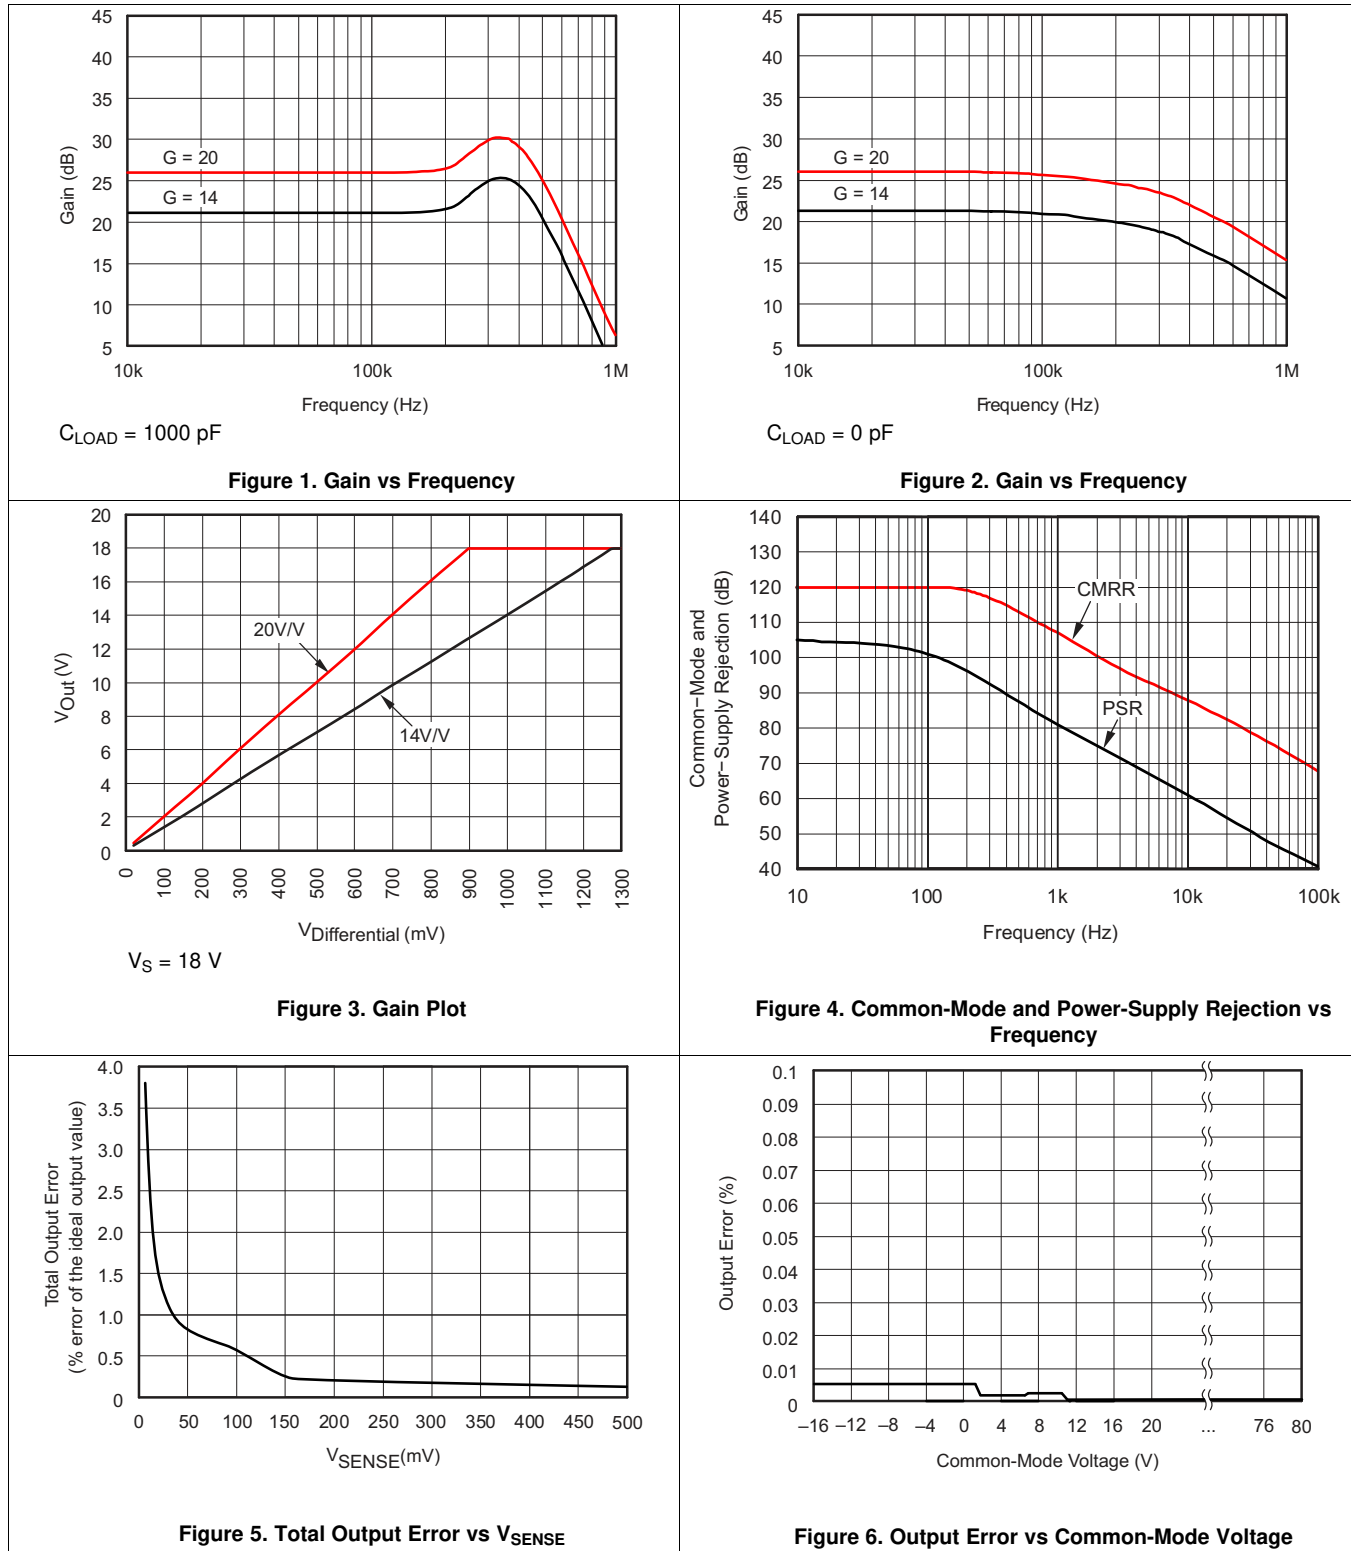 45
40
35
30
25
20
15
10
5
Gain (dB)
G = 20
G = 14
10k 100k 1M
Frequency (Hz)
C_LOAD = 1000 pF
Figure 1. Gain vs Frequency
45
40
35
30
25
20
15
10
5
Gain (dB)
G = 20
G = 14
10k 100k 1M
Frequency (Hz)
C_LOAD = 0 pF
Figure 2. Gain vs Frequency
20
18
16
14
12
10
8
6
4
2
0
V_Out (V)
20V/V
14V/V
0 100 200 300 400 500 600 700 800 900 1000 1100 1200 1300
V_Differential (mV)
V_S = 18 V
Figure 3. Gain Plot
140
130
120
110
100
90
80
70
60
50
40
Common−Mode and
Power−Supply Rejection (dB)
CMRR
PSR
10 100 1k 10k 100k
Frequency (Hz)
Figure 4. Common-Mode and Power-Supply Rejection vs
Frequency
4.0
3.5
3.0
2.5
2.0
1.5
1.0
0.5
0
Total Output Error
(% error of the ideal output value)
0 50 100 150 200 250 300 350 400 450 500
V_SENSE(mV)
Figure 5. Total Output Error vs V_SENSE
0.1
0.09
0.08
0.07
0.06
0.05
0.04
0.03
0.02
0.01
0
Output Error (%)
–16 –12 –8 –4 0 4 8 12 16 20 ... 76 80
Common-Mode Voltage (V)
Figure 6. Output Error vs Common-Mode Voltage